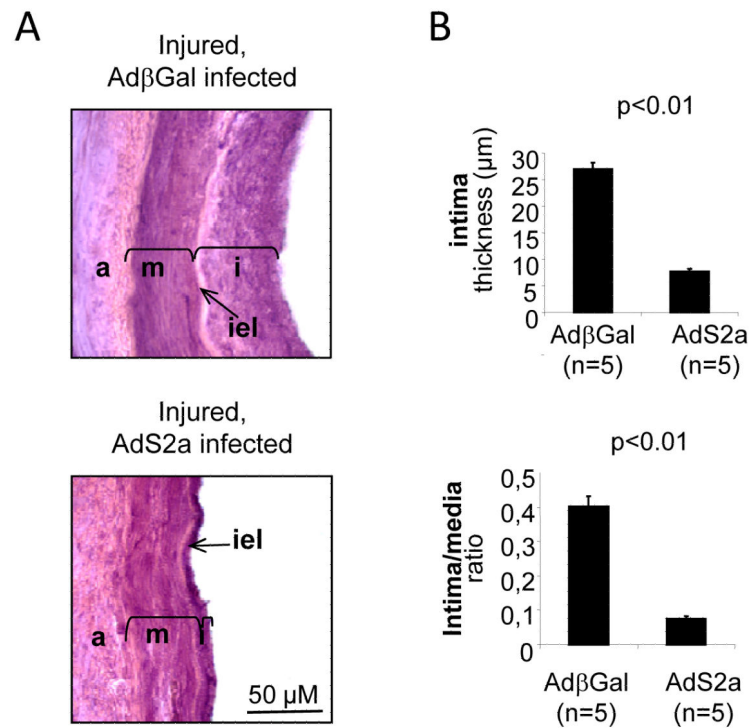 A
Injured,
AdβGal infected
a
m
i
iel
Injured,
AdS2a infected
iel
a
m
i
50 µM
B
p<0.01
intima
thickness (µm)
30
25
20
15
10
5
0
AdβGal
(n=5)
AdS2a
(n=5)
p<0.01
Intima/media
ratio
0,5
0,4
0,3
0,2
0,1
0
AdβGal
(n=5)
AdS2a
(n=5)